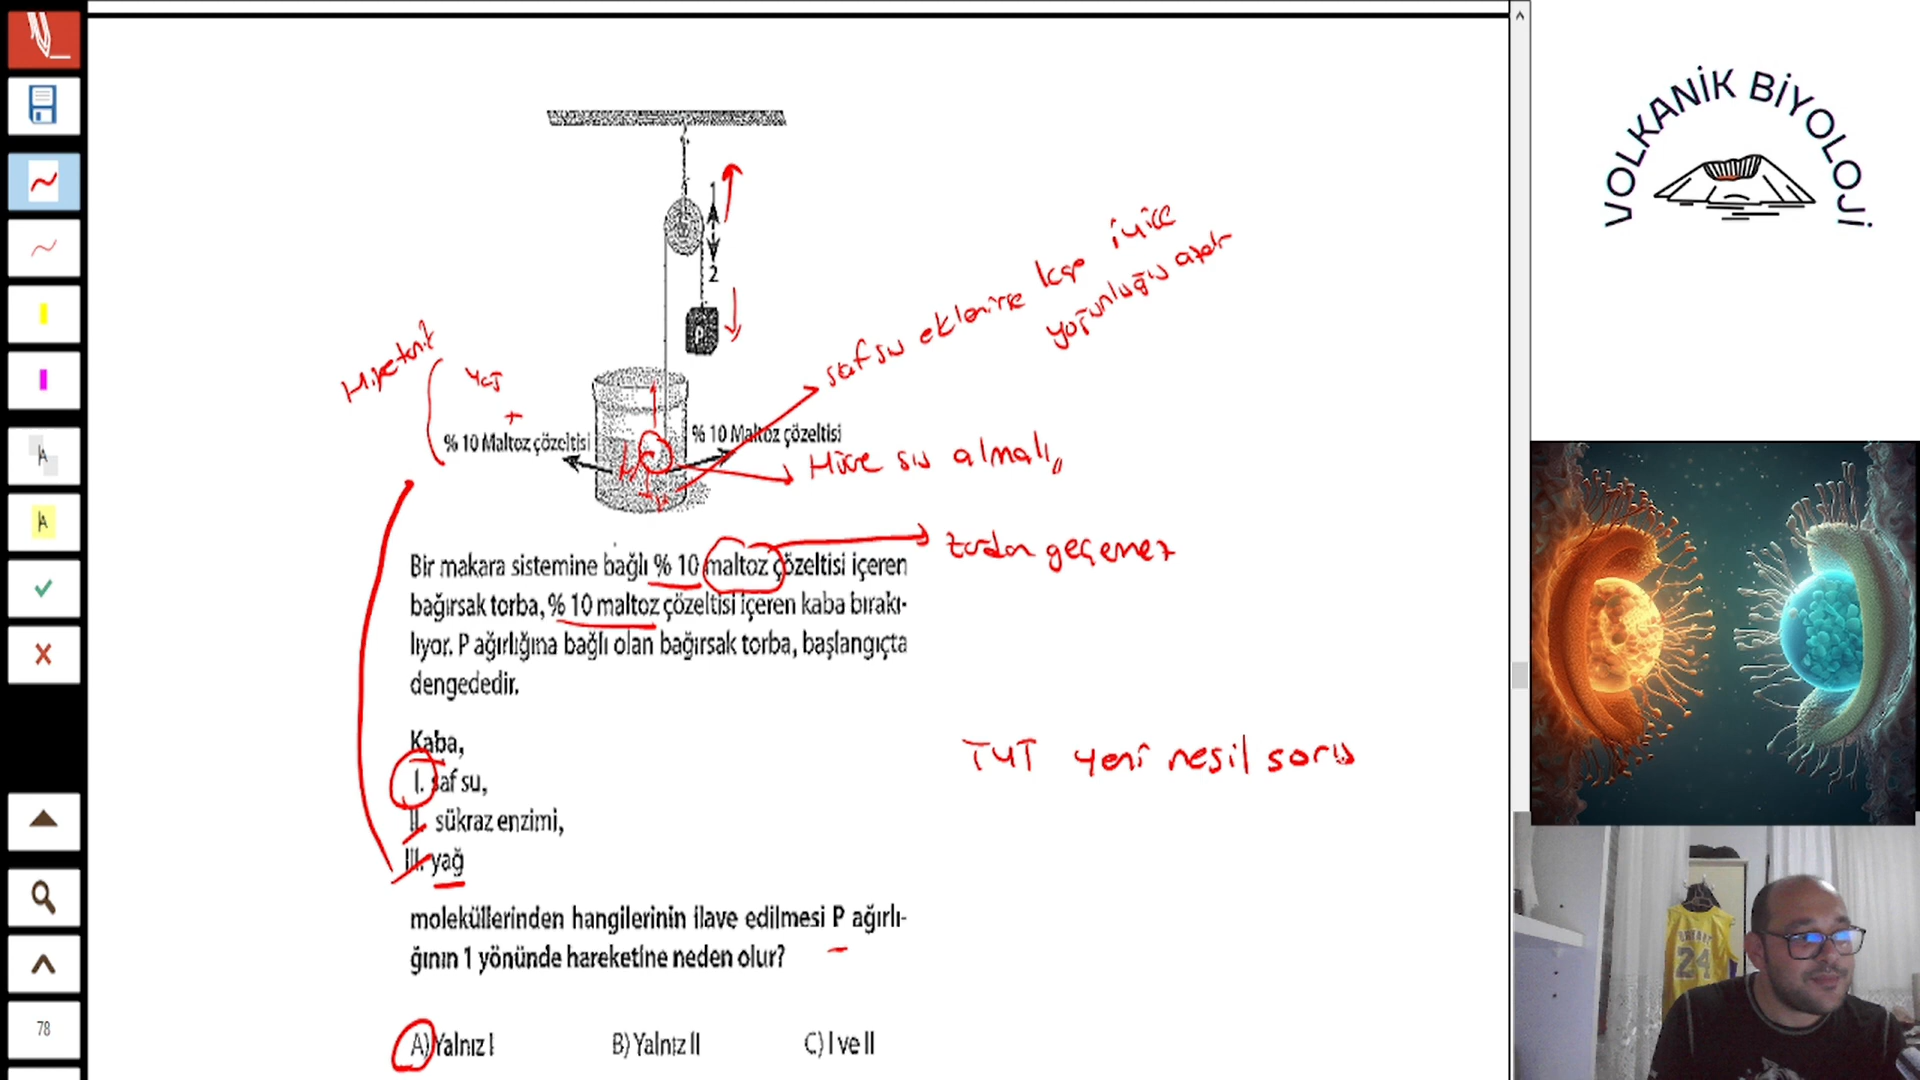 VOLKANİK BİYOLOJİ
1
2
P
saf su eklenirse kap içinde
yoğunluğu azalır
Hipertonik
yağ
+
% 10 Maltoz çözeltisi
% 10 Maltoz çözeltisi
Hücre su almalı
zardan geçemez
Bir makara sistemine bağlı % 10 maltoz çözeltisi içeren
bağırsak torba, % 10 maltoz çözeltisi içeren kaba bırakı-
lıyor. P ağırlığına bağlı olan bağırsak torba, başlangıçta
dengededir.
Kaba,
I. saf su,
II. sükraz enzimi,
III. yağ
TYT yeni nesil soru
moleküllerinden hangilerinin ilave edilmesi P ağırlı-
ğının 1 yönünde hareketine neden olur?
A) Yalnız I
B) Yalnız II
C) I ve II
78
A
A
24